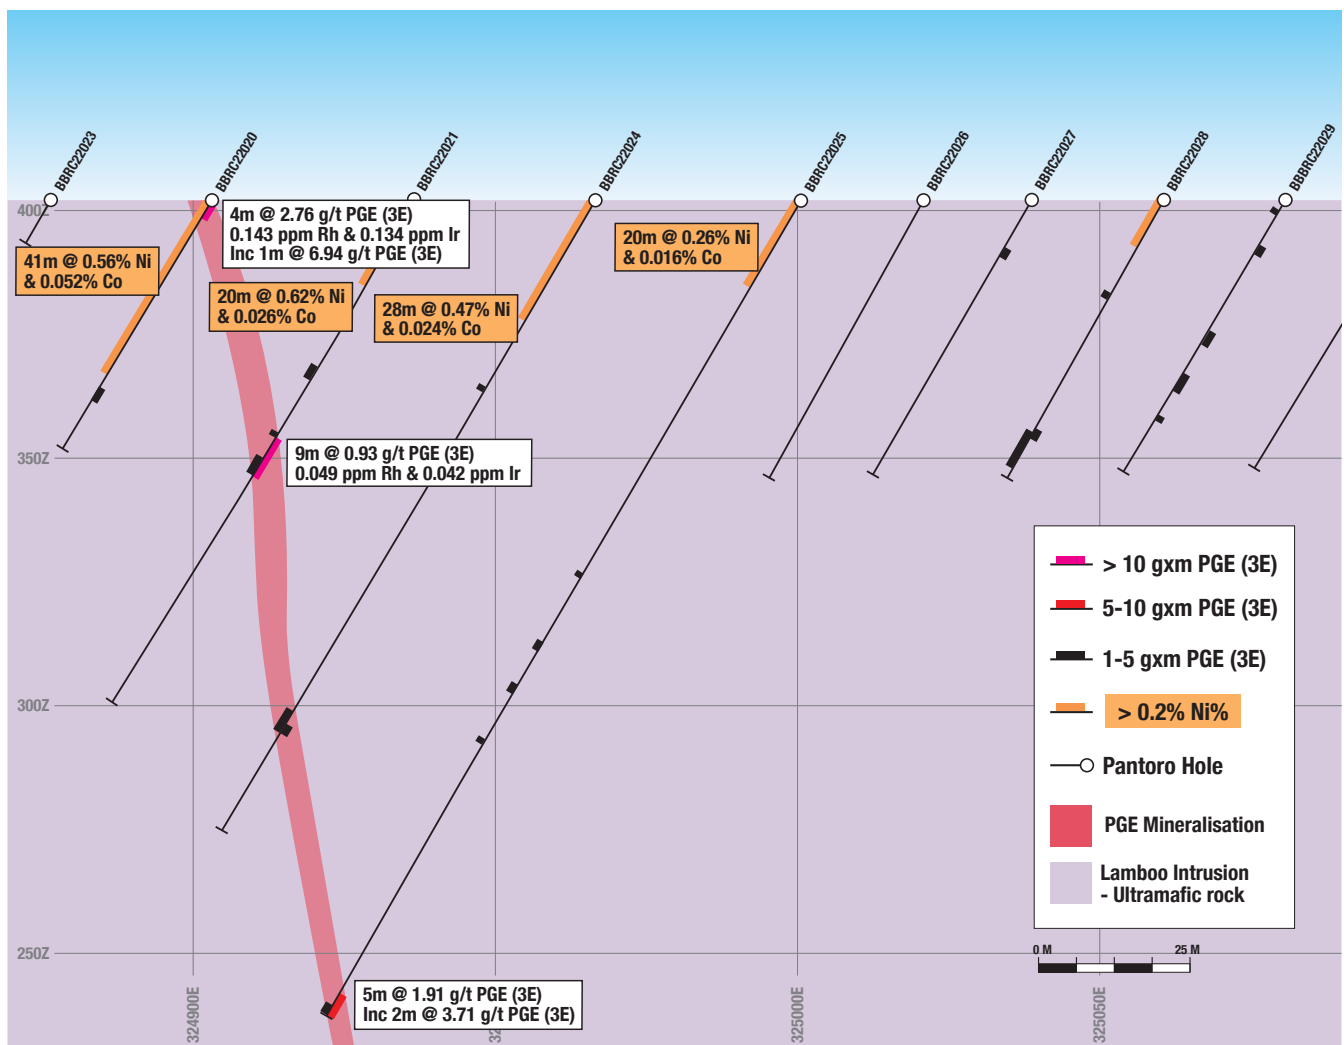 BBRC22023
BBRC22020
BBRC22021
BBRC22024
BBRC22025
BBRC22026
BBRC22027
BBRC22028
BBBRC22029
400Z
4m @ 2.76 g/t PGE (3E)
0.143 ppm Rh & 0.134 ppm Ir
Inc 1m @ 6.94 g/t PGE (3E)
41m @ 0.56% Ni
& 0.052% Co
20m @ 0.62% Ni
& 0.026% Co
28m @ 0.47% Ni
& 0.024% Co
20m @ 0.26% Ni
& 0.016% Co
350Z
9m @ 0.93 g/t PGE (3E)
0.049 ppm Rh & 0.042 ppm Ir
300Z
250Z
5m @ 1.91 g/t PGE (3E)
Inc 2m @ 3.71 g/t PGE (3E)
324900E
325000E
325050E
> 10 gxm PGE (3E)
5-10 gxm PGE (3E)
1-5 gxm PGE (3E)
> 0.2% Ni%
Pantoro Hole
PGE Mineralisation
Lamboo Intrusion
- Ultramafic rock
0 M 25 M